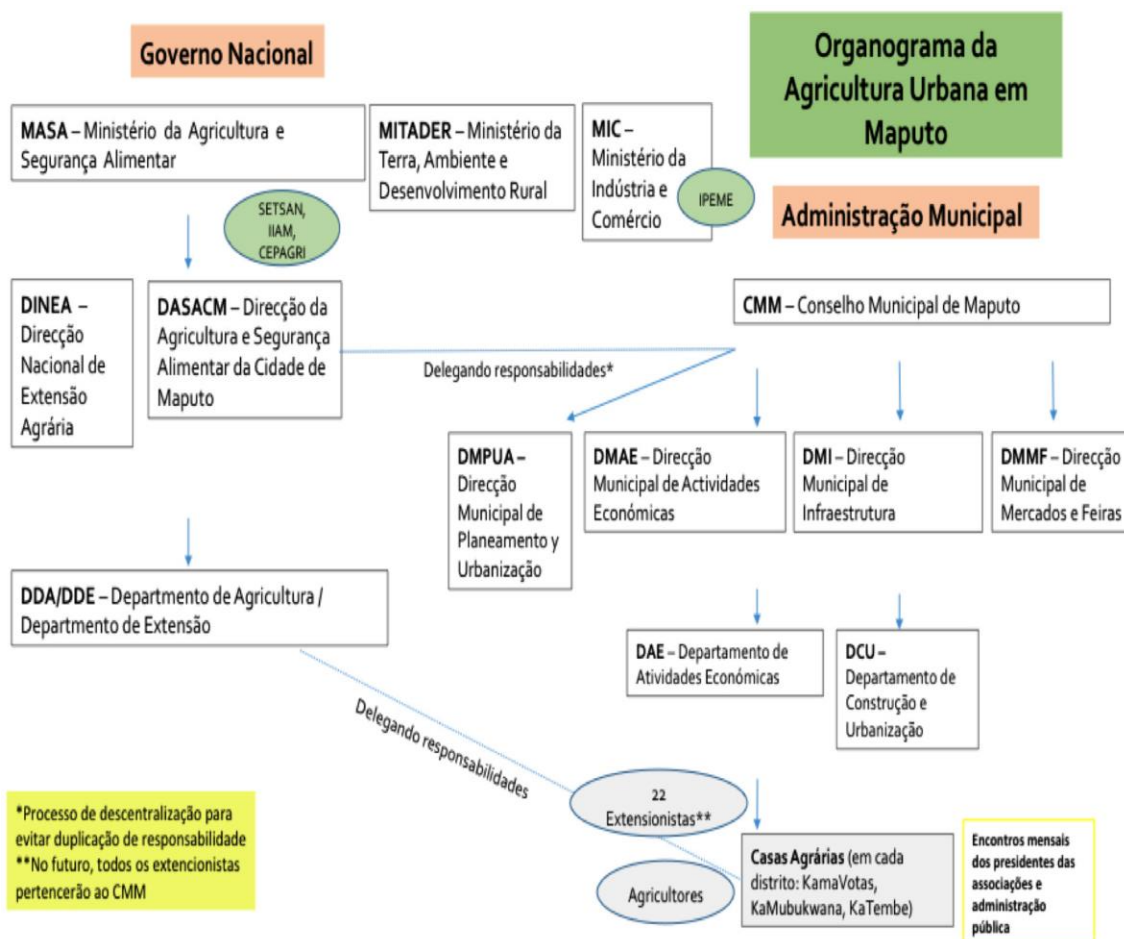 Governo Nacional
Organograma da
Agricultura Urbana em
Maputo
MASA – Ministério da Agricultura e
Segurança Alimentar
MITADER – Ministério da
Terra, Ambiente e
Desenvolvimento Rural
MIC –
Ministério da
Indústria e
Comércio
IPEME
SETSAN,
IIAM,
CEPAGRI
Administração Municipal
DINEA –
Direcção
Nacional de
Extensão
Agrária
DASACM – Direcção da
Agricultura e Segurança
Alimentar da Cidade de
Maputo
CMM – Conselho Municipal de Maputo
Delegando responsabilidades*
DMPUA –
Direcção
Municipal de
Planeamento y
Urbanização
DMAE – Direcção
Municipal de Actividades
Económicas
DMI – Direcção
Municipal de
Infraestrutura
DMMF – Direcção
Municipal de
Mercados e Feiras
DDA/DDE – Departmento de Agricultura /
Departmento de Extensão
DAE – Departamento de
Atividades Económicas
DCU –
Departamento de
Construção e
Urbanização
Delegando responsabilidades
22
Extensionistas**
Agricultores
Casas Agrárias (em cada
distrito: KamaVotas,
KaMubukwana, KaTembe)
Encontros mensais
dos presidentes das
associações e
administração
pública
*Processo de descentralização para
evitar duplicação de responsabilidade
**No futuro, todos os extencionistas
pertencerão ao CMM